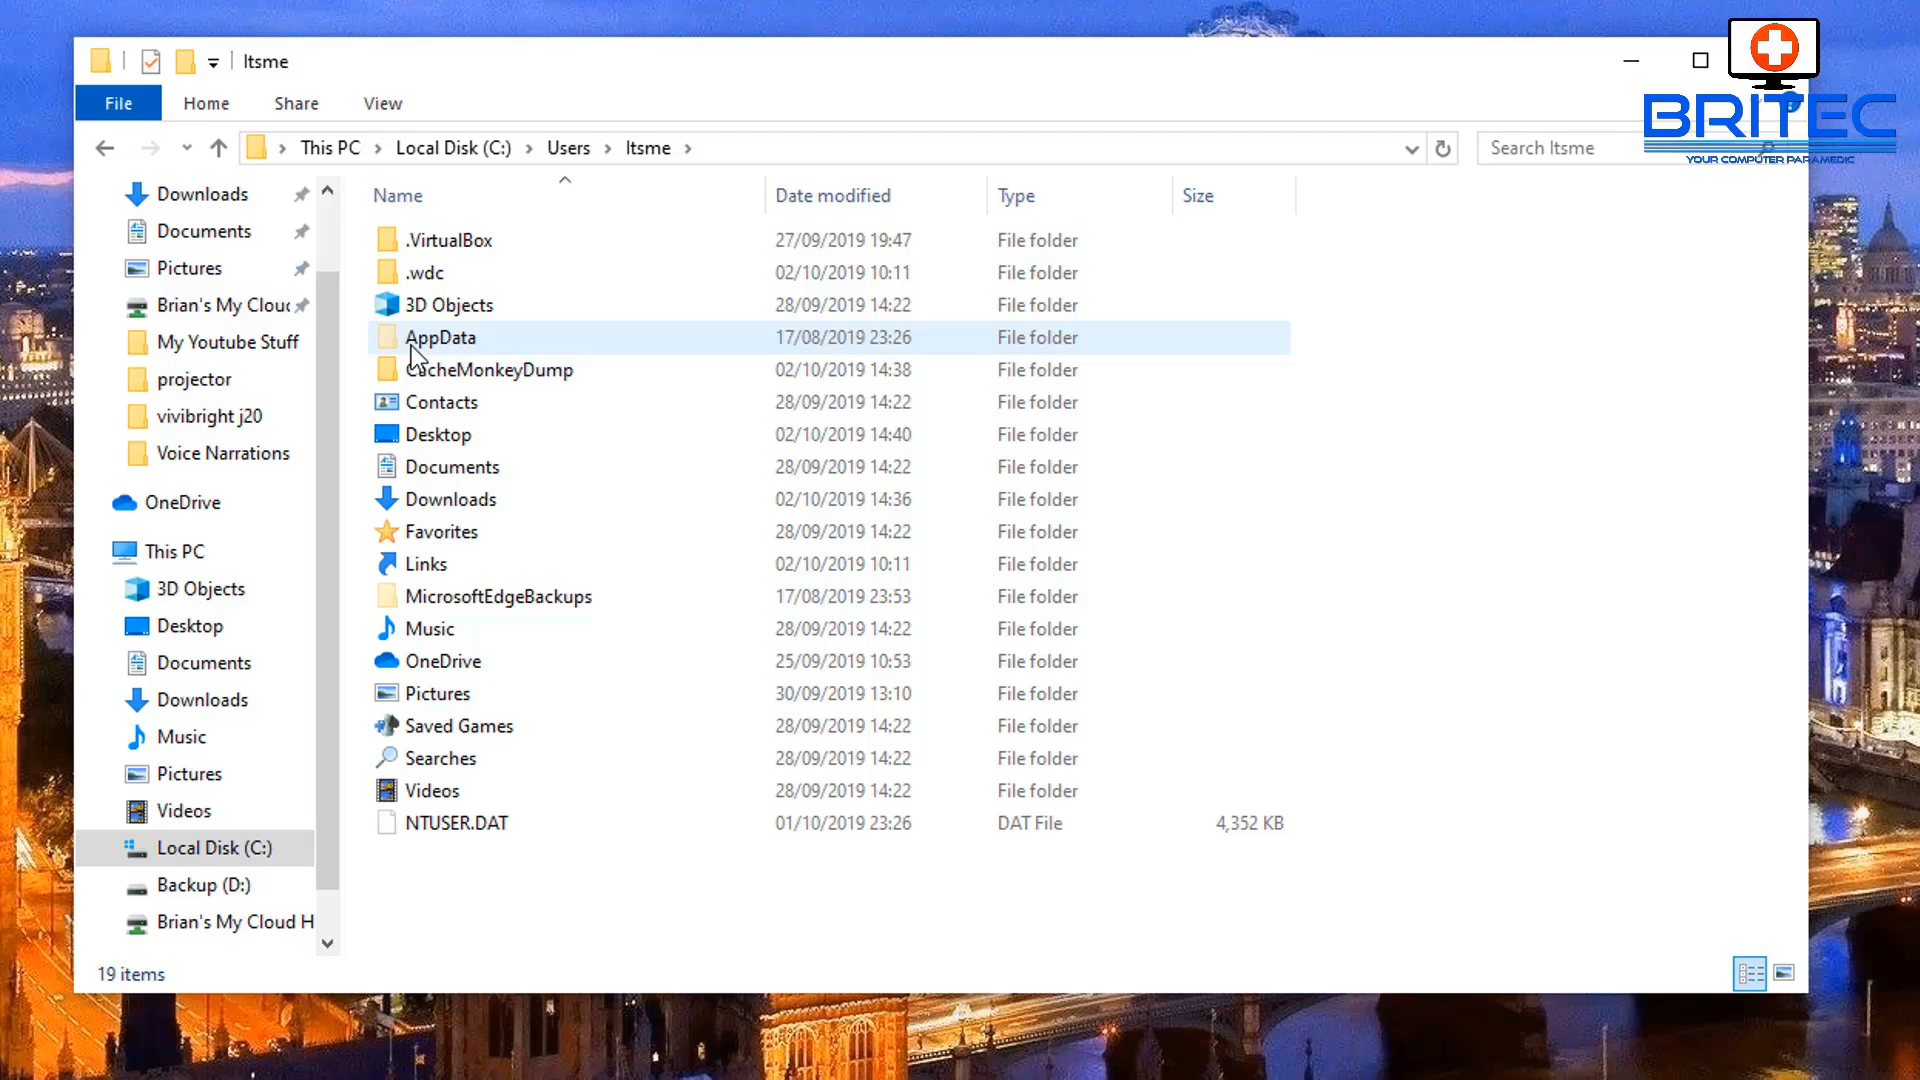 Itsme
File Home Share View
This PC Local Disk (C:) Users Itsme Search Itsme
BRITEC
YOUR COMPUTER PARAMEDIC
Downloads
Documents
Pictures
Brian's My Clou
My Youtube Stuff
projector
vivibright j20
Voice Narrations
OneDrive
This PC
3D Objects
Desktop
Documents
Downloads
Music
Pictures
Videos
Local Disk (C:)
Backup (D:)
Brian's My Cloud H
Name Date modified Type Size
.VirtualBox 27/09/2019 19:47 File folder
.wdc 02/10/2019 10:11 File folder
3D Objects 28/09/2019 14:22 File folder
AppData 17/08/2019 23:26 File folder
CacheMonkeyDump 02/10/2019 14:38 File folder
Contacts 28/09/2019 14:22 File folder
Desktop 02/10/2019 14:40 File folder
Documents 28/09/2019 14:22 File folder
Downloads 02/10/2019 14:36 File folder
Favorites 28/09/2019 14:22 File folder
Links 02/10/2019 10:11 File folder
MicrosoftEdgeBackups 17/08/2019 23:53 File folder
Music 28/09/2019 14:22 File folder
OneDrive 25/09/2019 10:53 File folder
Pictures 30/09/2019 13:10 File folder
Saved Games 28/09/2019 14:22 File folder
Searches 28/09/2019 14:22 File folder
Videos 28/09/2019 14:22 File folder
NTUSER.DAT 01/10/2019 23:26 DAT File 4,352 KB
19 items